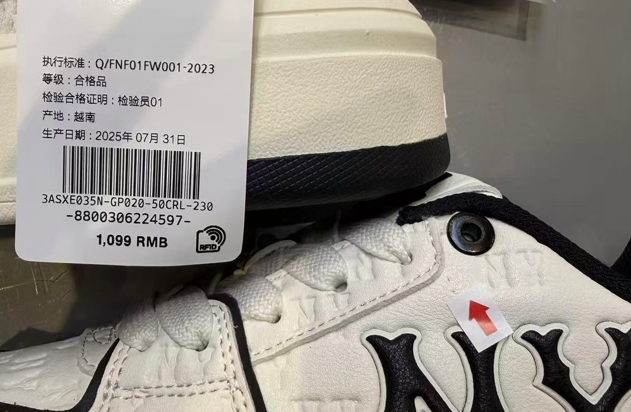 执行标准：Q/FNF01FW001-2023
等级：合格品
检验合格证明：检验员01
产地：越南
生产日期：2025年 07月 31日
3ASXE035N-GP020-50CRL-230
-8800306224597-
1,099 RMB
RFID
NY